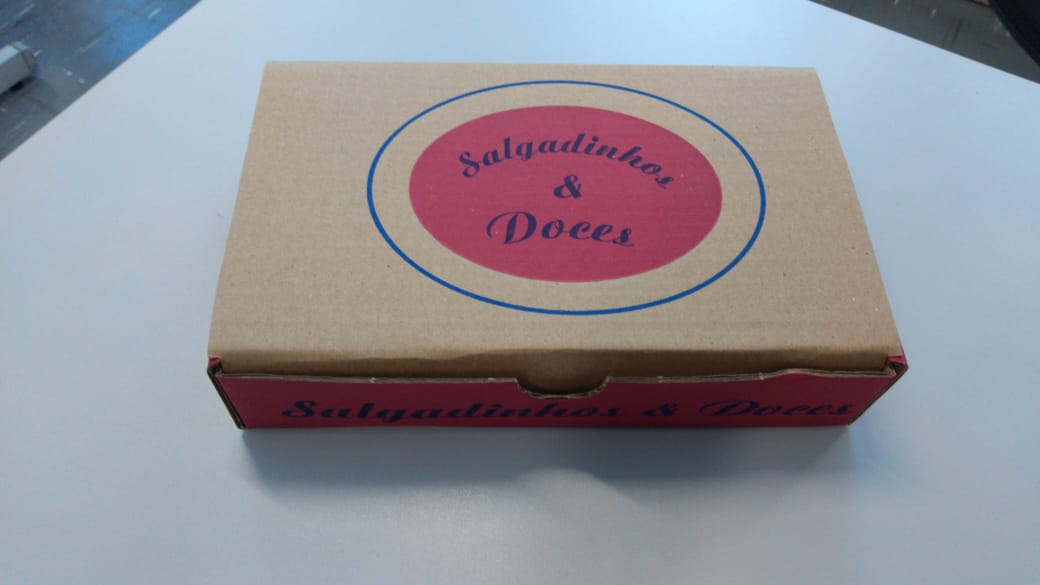 Salgadinhos
&
Doces
Salgadinhos & Doces